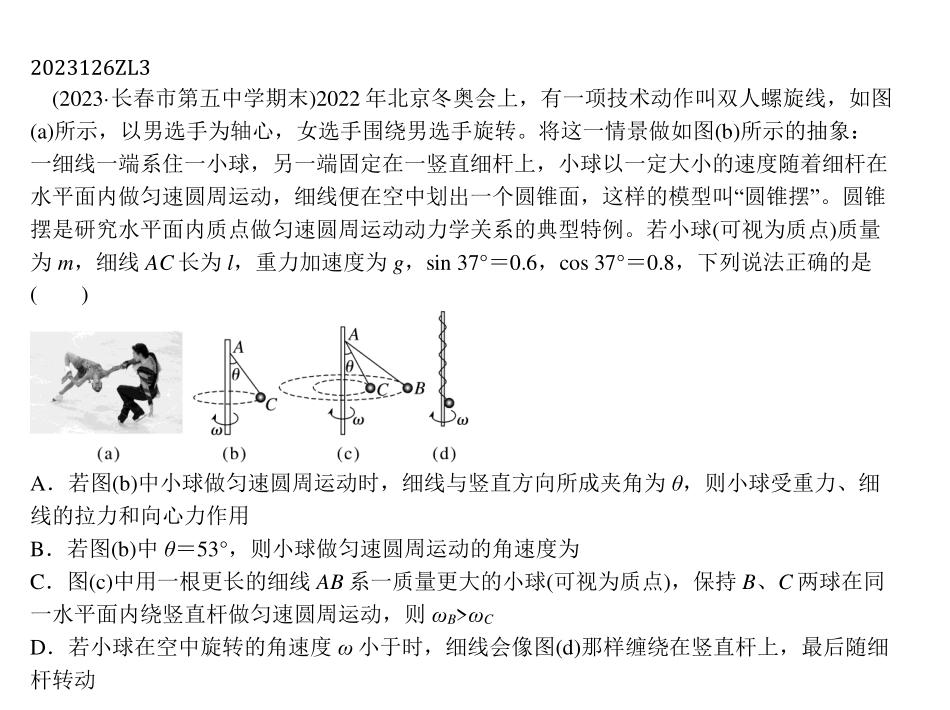 2023126ZL3
(2023·长春市第五中学期末)2022年北京冬奥会上，有一项技术动作叫双人螺旋线，如图
(a)所示，以男选手为轴心，女选手围绕男选手旋转。将这一情景做如图(b)所示的抽象：
一细线一端系住一小球，另一端固定在一竖直细杆上，小球以一定大小的速度随着细杆在
水平面内做匀速圆周运动，细线便在空中划出一个圆锥面，这样的模型叫“圆锥摆”。圆锥
摆是研究水平面内质点做匀速圆周运动动力学关系的典型特例。若小球(可视为质点)质量
为 m，细线 AC 长为 l，重力加速度为 g，sin 37°＝0.6，cos 37°＝0.8，下列说法正确的是
(　　)
A θ C ω
A θ C B ω
ω
(a) (b) (c) (d)
A．若图(b)中小球做匀速圆周运动时，细线与竖直方向所成夹角为 θ，则小球受重力、细
线的拉力和向心力作用
B．若图(b)中 θ＝53°，则小球做匀速圆周运动的角速度为
C．图(c)中用一根更长的细线 AB 系一质量更大的小球(可视为质点)，保持 B、C 两球在同
一水平面内绕竖直杆做匀速圆周运动，则 ωB>ωC
D．若小球在空中旋转的角速度 ω 小于时，细线会像图(d)那样缠绕在竖直杆上，最后随细
杆转动